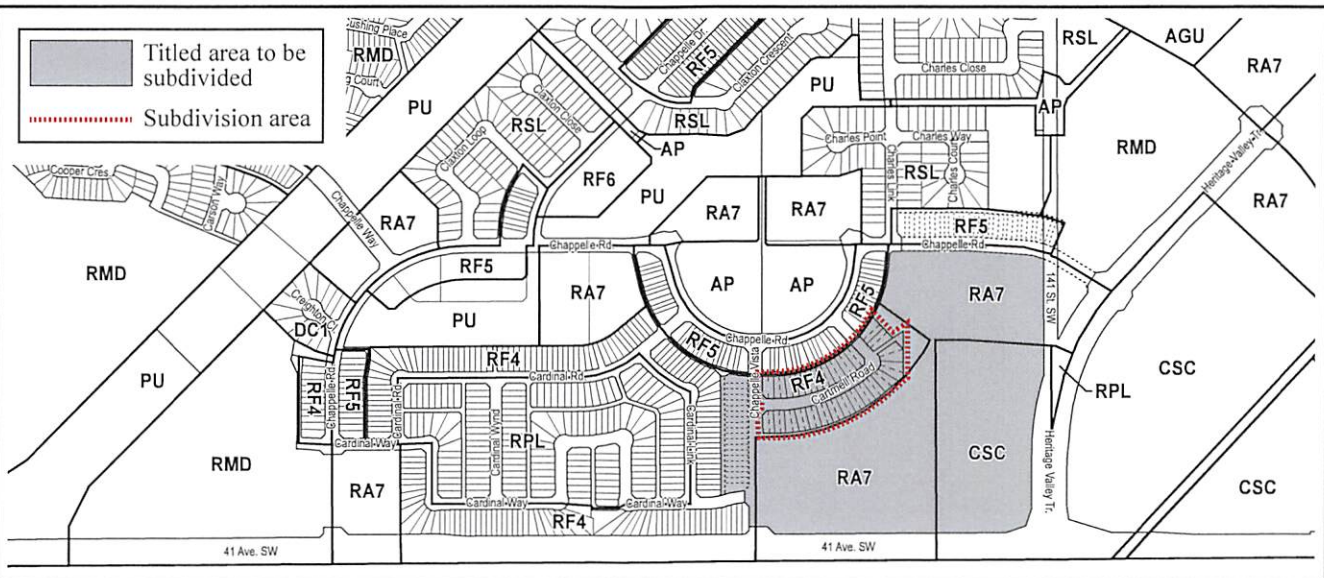 Titled area to be
subdivided
Subdivision area
ushing Place
RMD
g Court
PU
Chappelle Dr.
RF5
Claxton Crescent
RSL
PU
Charles Close
RSL
AGU
RA7
AP
Claxton Close
RSL
Claxton Loop
AP
RF6
PU
Charles Point
Charles Way
Charles Link
RSL
Charles Court
RMD
Heritage Valley Tr.
RA7
Cooper Cres.
Carson Way
Chappelle Way
RA7
RA7
RA7
RF5
Chappelle Rd
Chappelle Rd
RMD
RF5
RA7
AP
AP
RF5
RA7
141 St. SW
CSC
Creighton Ct.
DC1
PU
RF5
Chappelle Rd
PU
RF4
Chappelle Rd
RF5
RF4
Cardinal Rd
Cardinal Rd
Chappelle Vista
RF4
Cartmell Road
RPL
Cardinal Way
Cardinal Wynd
RPL
Cardinal Link
RMD
RA7
Cardinal Way
Cardinal Way
RF4
RA7
CSC
Heritage Valley Tr.
CSC
41 Ave. SW
41 Ave. SW